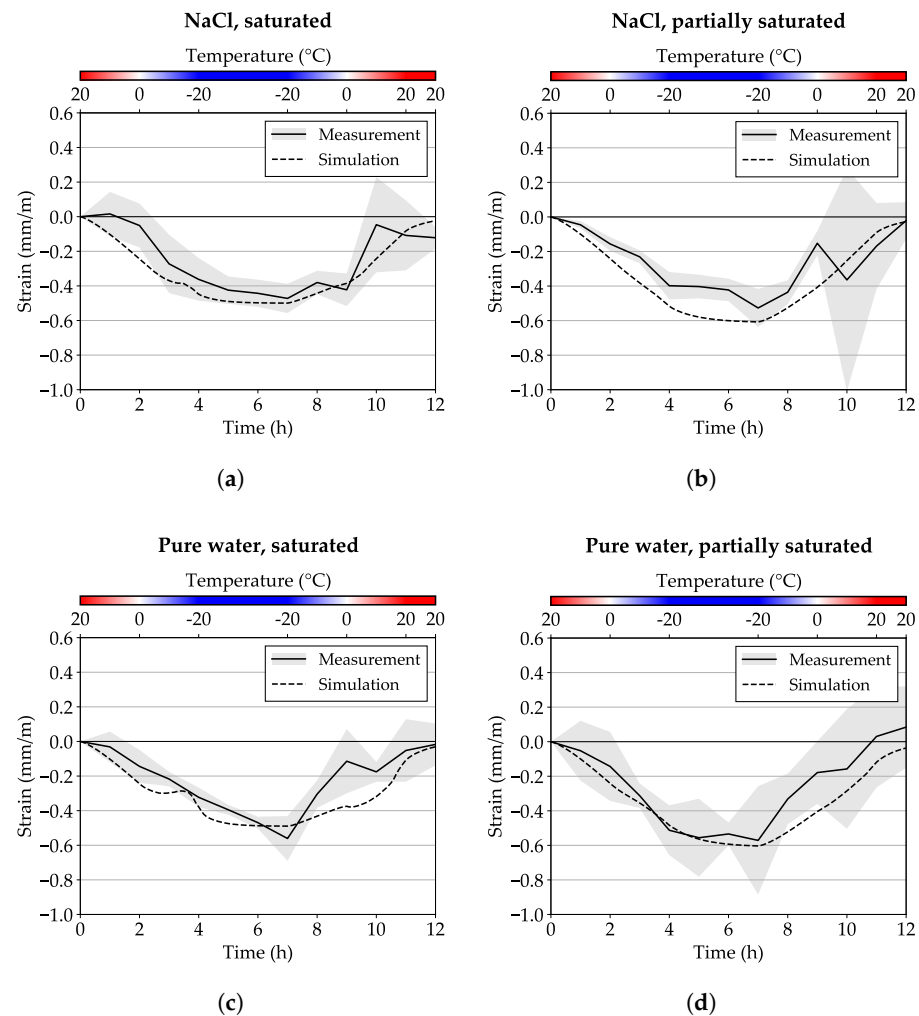 NaCl, saturated
Temperature (°C)
20 0 -20 -20 0 20 20
0.6
0.4
0.2
0.0
−0.2
−0.4
−0.6
−0.8
−1.0
Strain (mm/m)
Measurement
Simulation
0 2 4 6 8 10 12
Time (h)
(a)
NaCl, partially saturated
Temperature (°C)
20 0 -20 -20 0 20 20
0.6
0.4
0.2
0.0
−0.2
−0.4
−0.6
−0.8
−1.0
Strain (mm/m)
Measurement
Simulation
0 2 4 6 8 10 12
Time (h)
(b)
Pure water, saturated
Temperature (°C)
20 0 -20 -20 0 20 20
0.6
0.4
0.2
0.0
−0.2
−0.4
−0.6
−0.8
−1.0
Strain (mm/m)
Measurement
Simulation
0 2 4 6 8 10 12
Time (h)
(c)
Pure water, partially saturated
Temperature (°C)
20 0 -20 -20 0 20 20
0.6
0.4
0.2
0.0
−0.2
−0.4
−0.6
−0.8
−1.0
Strain (mm/m)
Measurement
Simulation
0 2 4 6 8 10 12
Time (h)
(d)